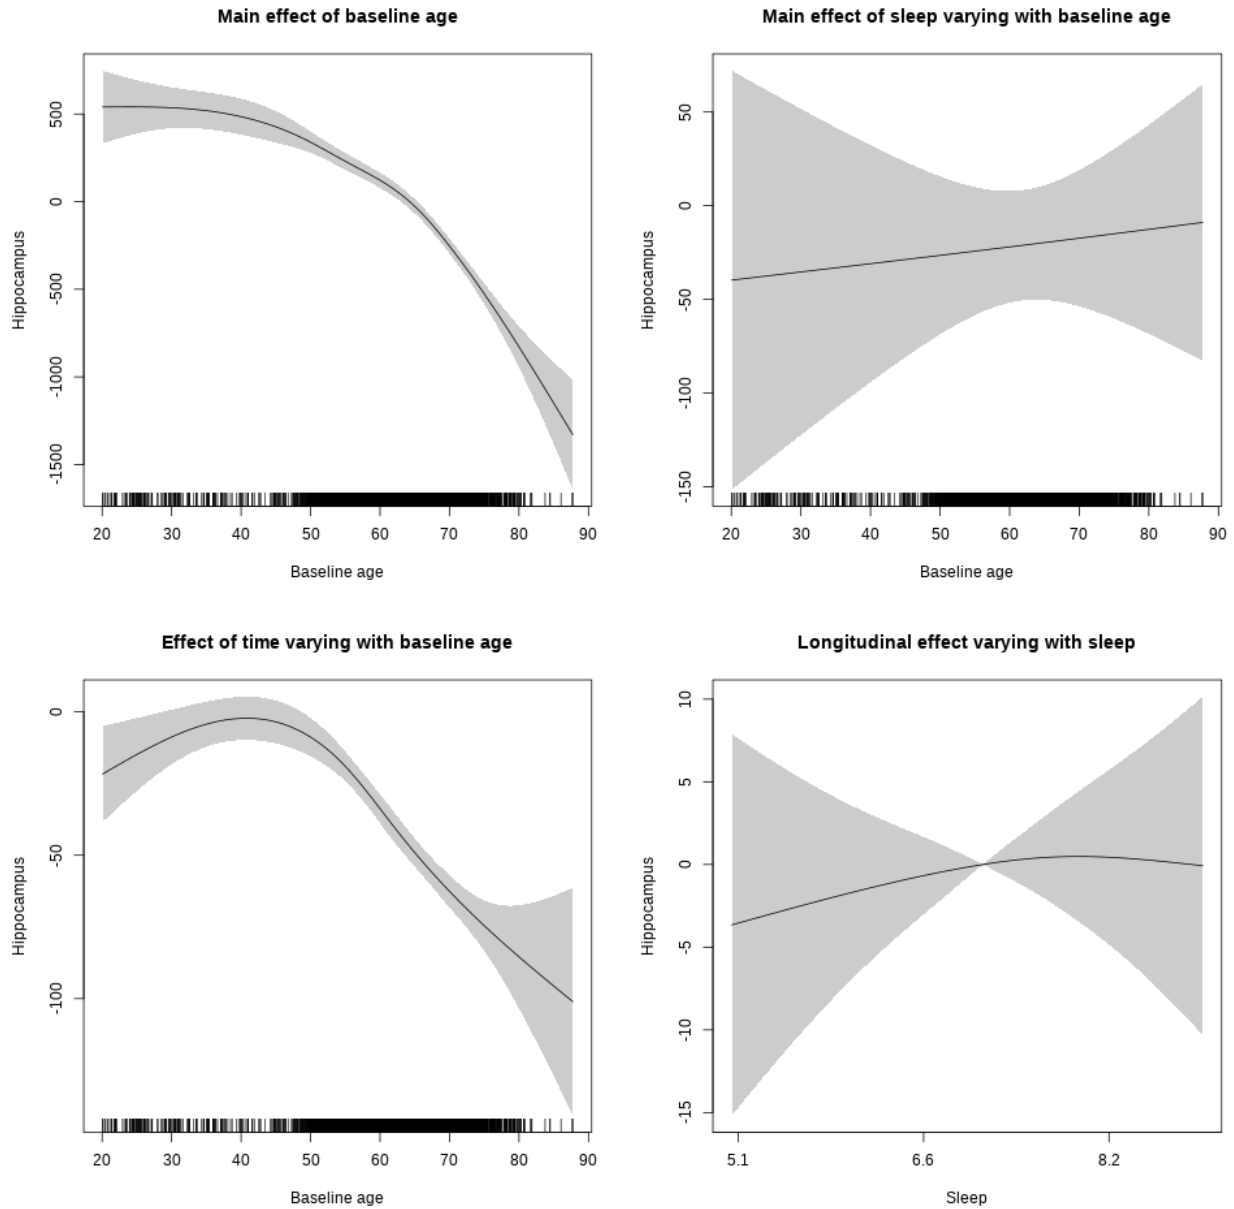 Main effect of baseline age
Hippocampus
500
0
-500
-1000
-1500
20 30 40 50 60 70 80 90
Baseline age
Main effect of sleep varying with baseline age
Hippocampus
50
0
-50
-100
-150
20 30 40 50 60 70 80 90
Baseline age
Effect of time varying with baseline age
Hippocampus
0
-50
-100
20 30 40 50 60 70 80 90
Baseline age
Longitudinal effect varying with sleep
Hippocampus
10
5
0
-5
-10
-15
5.1 6.6 8.2
Sleep